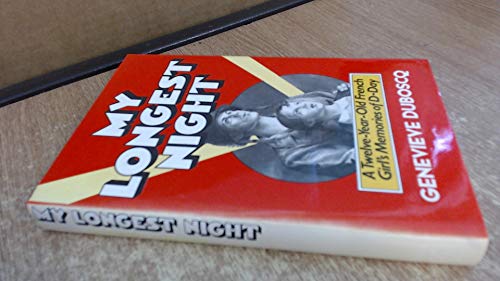 MY
LONGEST
NIGHT
A Twelve-Year-Old French
Girl's Memories of D-Day
GENEVIEVE DUBOSCQ
MY LONGEST NIGHT